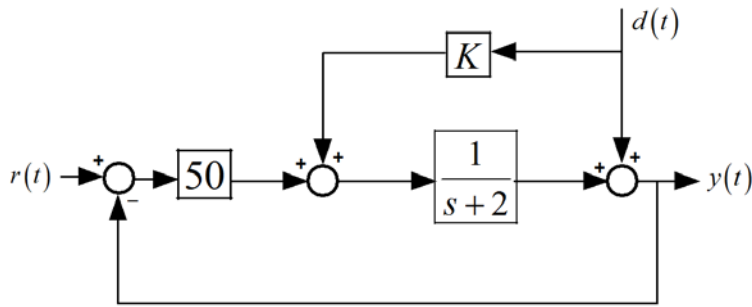 d(t)
K
+ + +
r(t) + 50 + 1/(s+2) + y(t)
−